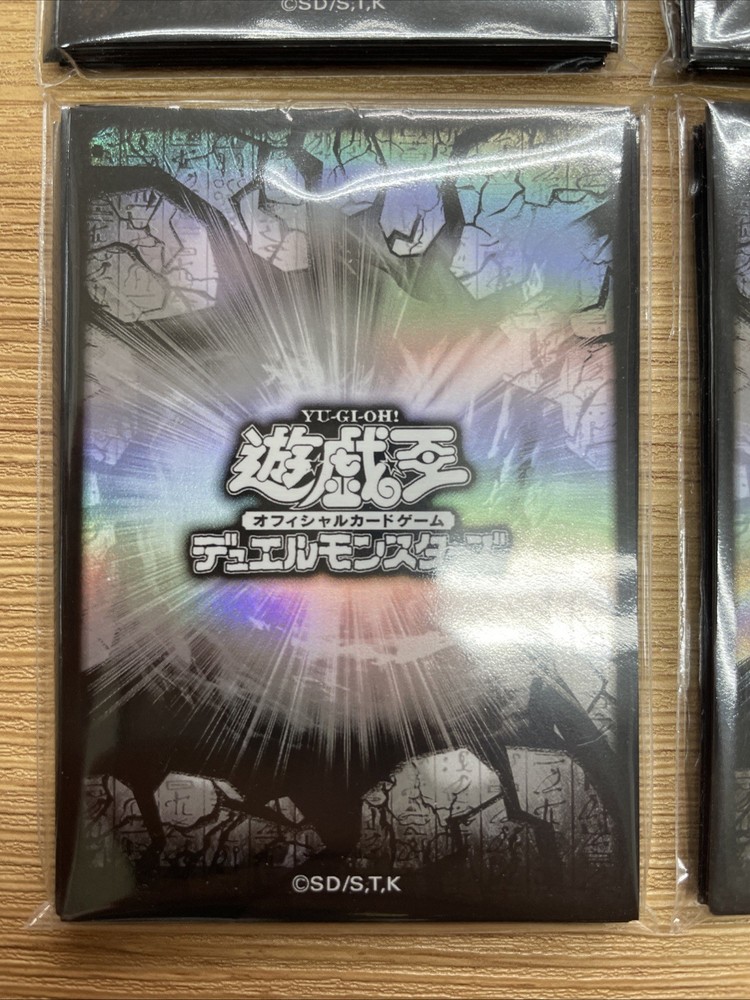 ©SD/S,T,K
YU-GI-OH!
遊戯王
オフィシャルカードゲーム
デュエルモンスターズ
©SD/S,T,K